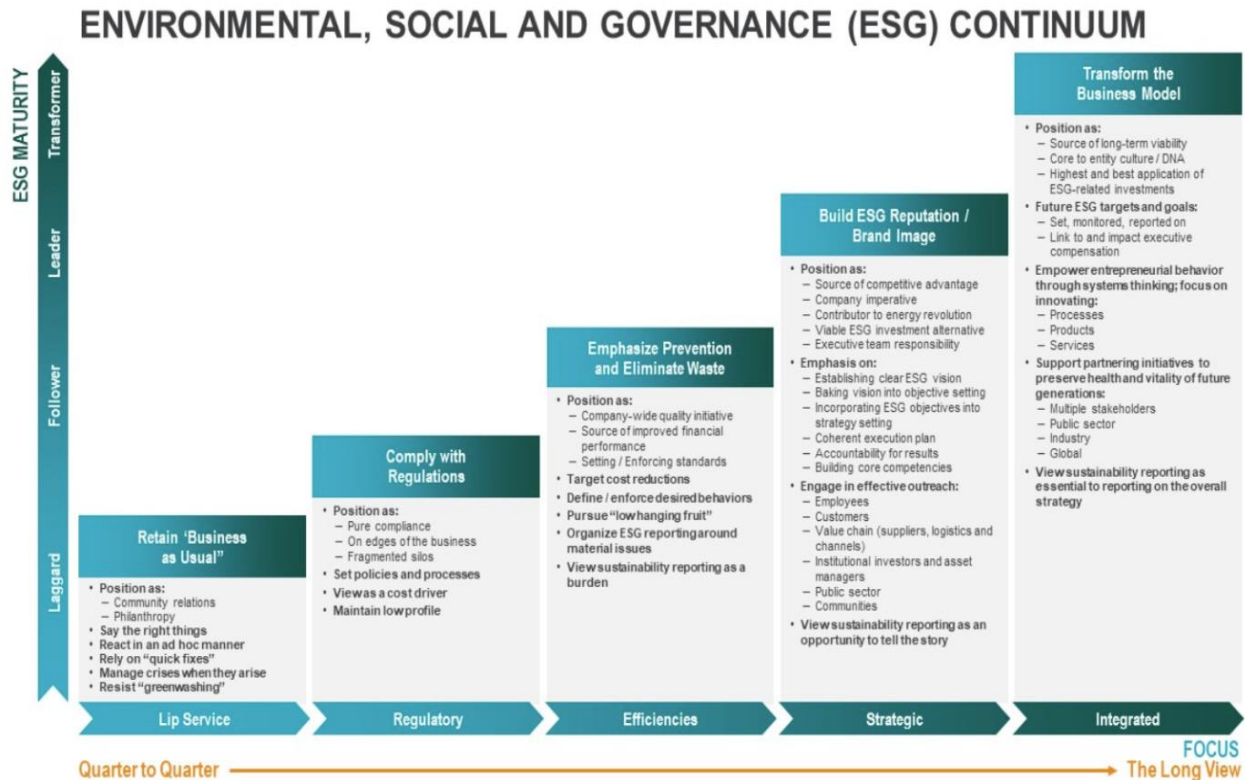 ENVIRONMENTAL, SOCIAL AND GOVERNANCE (ESG) CONTINUUM
ESG MATURITY
Transformer
Leader
Follower
Laggard
Retain 'Business
as Usual"
• Position as:
– Community relations
– Philanthropy
• Say the right things
• React in an ad hoc manner
• Rely on "quick fixes"
• Manage crises when they arise
• Resist "greenwashing"
Lip Service
Comply with
Regulations
• Position as:
– Pure compliance
– On edges of the business
– Fragmented silos
• Set policies and processes
• View as a cost driver
• Maintain low profile
Regulatory
Emphasize Prevention
and Eliminate Waste
• Position as:
– Company-wide quality initiative
– Source of improved financial
performance
– Setting / Enforcing standards
• Target cost reductions
• Define / enforce desired behaviors
• Pursue "low hanging fruit"
• Organize ESG reporting around
material issues
• View sustainability reporting as a
burden
Efficiencies
Build ESG Reputation /
Brand Image
• Position as:
– Source of competitive advantage
– Company imperative
– Contributor to energy revolution
– Viable ESG investment alternative
– Executive team responsibility
• Emphasis on:
– Establishing clear ESG vision
– Baking vision into objective setting
– Incorporating ESG objectives into
strategy setting
– Coherent execution plan
– Accountability for results
– Building core competencies
• Engage in effective outreach:
– Employees
– Customers
– Value chain (suppliers, logistics and
channels)
– Institutional investors and asset
managers
– Public sector
– Communities
• View sustainability reporting as an
opportunity to tell the story
Strategic
Transform the
Business Model
• Position as:
– Source of long-term viability
– Core to entity culture / DNA
– Highest and best application of
ESG-related investments
• Future ESG targets and goals:
– Set, monitored, reported on
– Link to and impact executive
compensation
• Empower entrepreneurial behavior
through systems thinking; focus on
innovating:
– Processes
– Products
– Services
• Support partnering initiatives to
preserve health and vitality of future
generations:
– Multiple stakeholders
– Public sector
– Industry
– Global
• View sustainability reporting as
essential to reporting on the overall
strategy
Integrated
FOCUS
Quarter to Quarter
The Long View